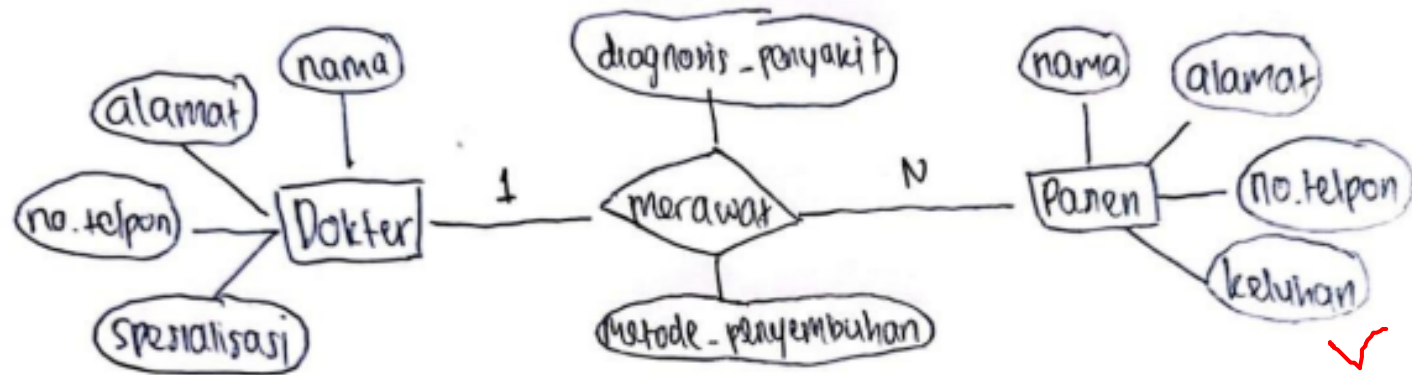 nama
diagnosis_penyakit
nama
alamat
alamat
1
N
no.telpon
Dokter
merawat
Pasien
no.telpon
keluhan
spesialisasi
metode_penyembuhan